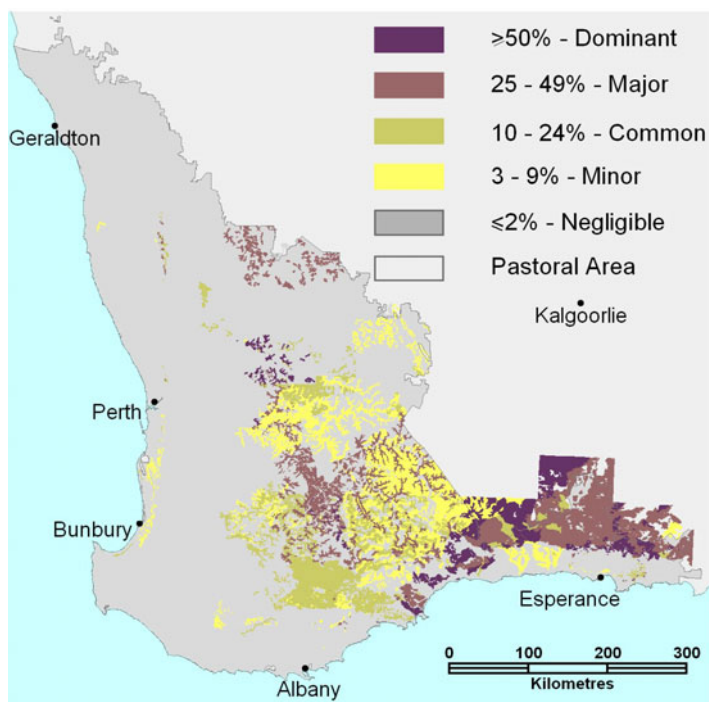 ≥50% - Dominant
25 - 49% - Major
10 - 24% - Common
3 - 9% - Minor
≤2% - Negligible
Pastoral Area
Geraldton
Kalgoorlie
Perth
Bunbury
Esperance
Albany
0 100 200 300
Kilometres